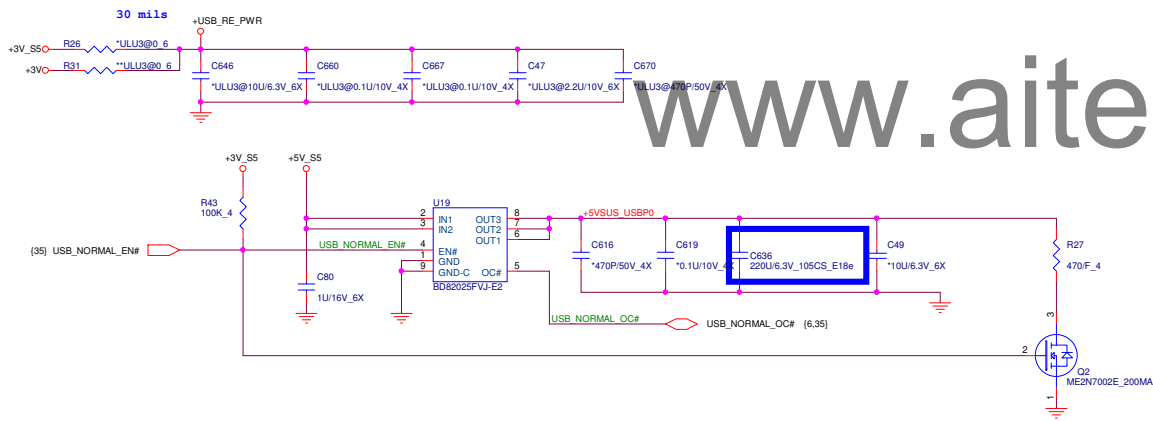 30 mils
+USB_RE_PWR
+3V_S5
R26
*ULU3@0_6
+3V
R31
**ULU3@0_6
C646
*ULU3@10U/6.3V_6X
C660
*ULU3@0.1U/10V_4X
C667
*ULU3@0.1U/10V_4X
C47
*ULU3@2.2U/10V_6X
C670
*ULU3@470P/50V_4X
www.aite
+3V_S5
+5V_S5
R43
100K_4
U19
2
IN1
3
IN2
4
EN#
1
GND
9
GND-C
OUT3
8
OUT2
7
OUT1
6
OC#
5
BD82025FVJ-E2
{35} USB_NORMAL_EN#
USB_NORMAL_EN#
C80
1U/16V_6X
+5VSUS_USBP0
C616
*470P/50V_4X
C619
*0.1U/10V_4X
C636
220U/6.3V_105CS_E18e
C49
*10U/6.3V_6X
R27
470/F_4
USB_NORMAL_OC#
USB_NORMAL_OC# {6,35}
3
2
1
Q2
ME2N7002E_200MA